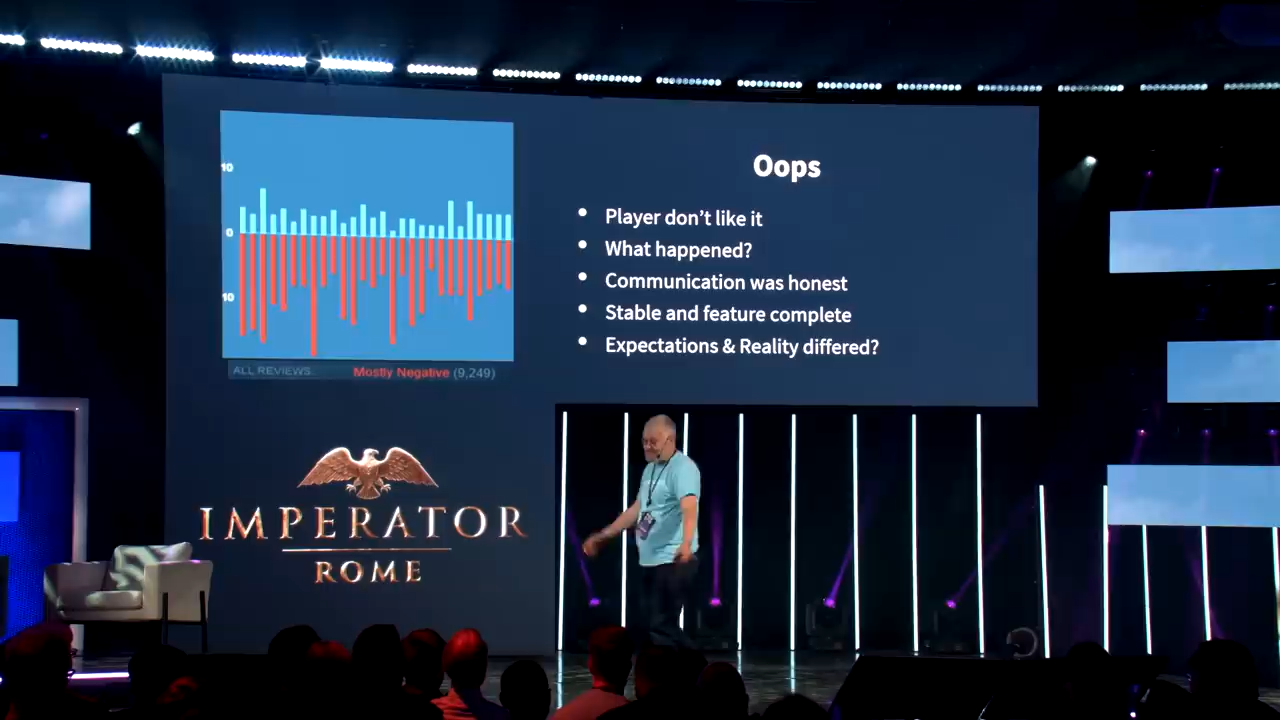 10
0
10
ALL REVIEWS:
Mostly Negative (9,249)
Oops
Player don't like it
What happened?
Communication was honest
Stable and feature complete
Expectations & Reality differed?
IMPERATOR
ROME